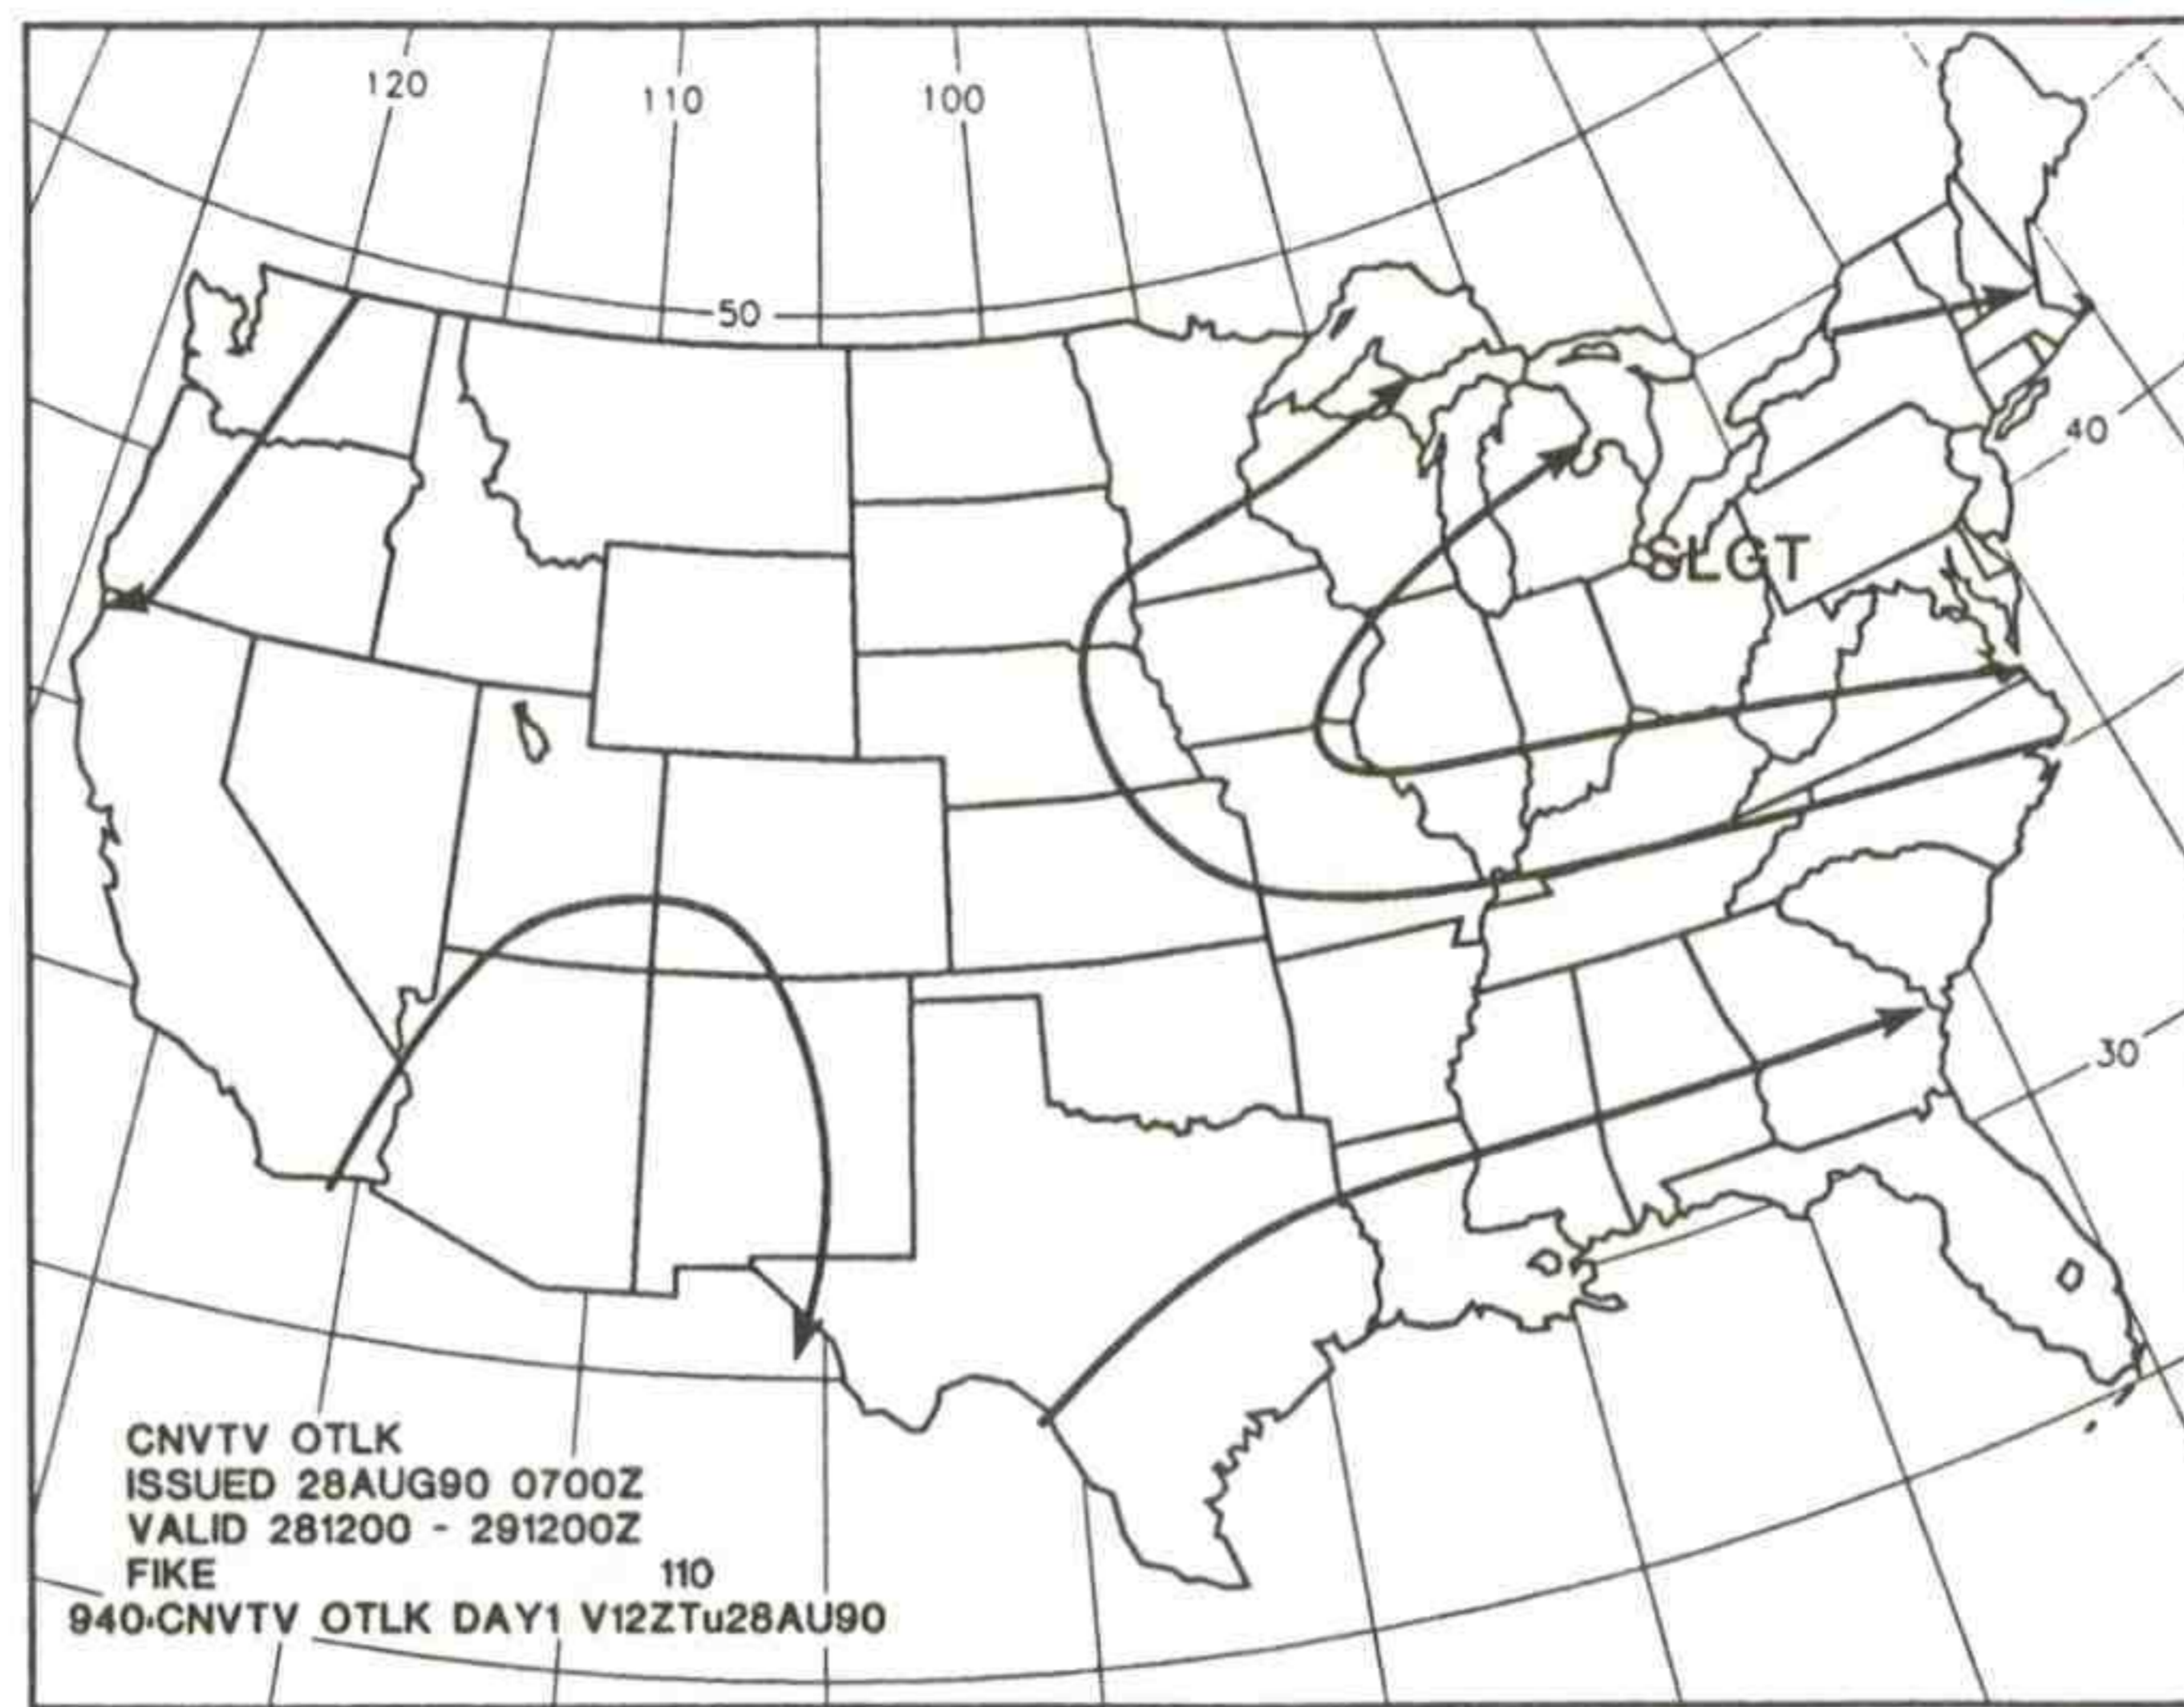 120
110
100
50
40
SLGT
30
CNVTV OTLK
ISSUED 28AUG90 0700Z
VALID 281200 - 291200Z
FIKE 110
940·CNVTV OTLK DAY1 V12ZTu28AU90